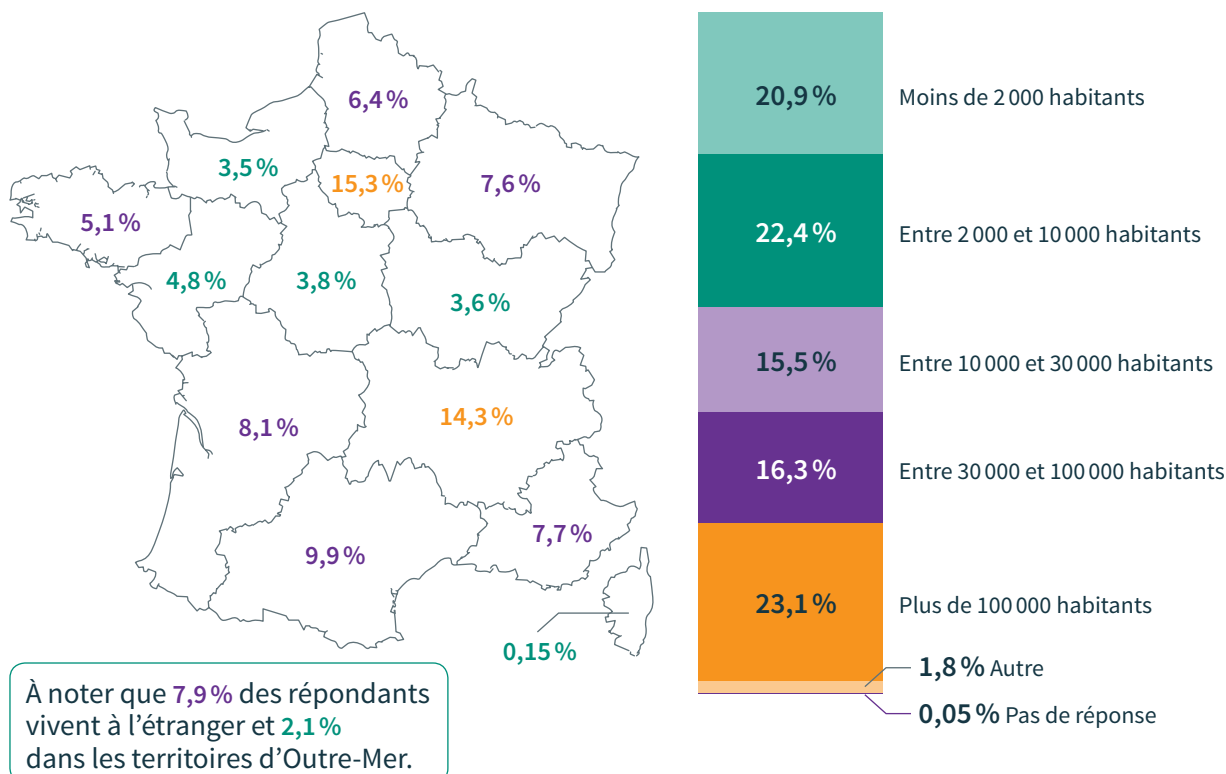 6,4 %
3,5 %
15,3 %
7,6 %
5,1 %
4,8 %
3,8 %
3,6 %
8,1 %
14,3 %
9,9 %
7,7 %
0,15 %
À noter que 7,9 % des répondants
vivent à l’étranger et 2,1 %
dans les territoires d’Outre-Mer.
20,9 % Moins de 2 000 habitants
22,4 % Entre 2 000 et 10 000 habitants
15,5 % Entre 10 000 et 30 000 habitants
16,3 % Entre 30 000 et 100 000 habitants
23,1 % Plus de 100 000 habitants
1,8 % Autre
0,05 % Pas de réponse